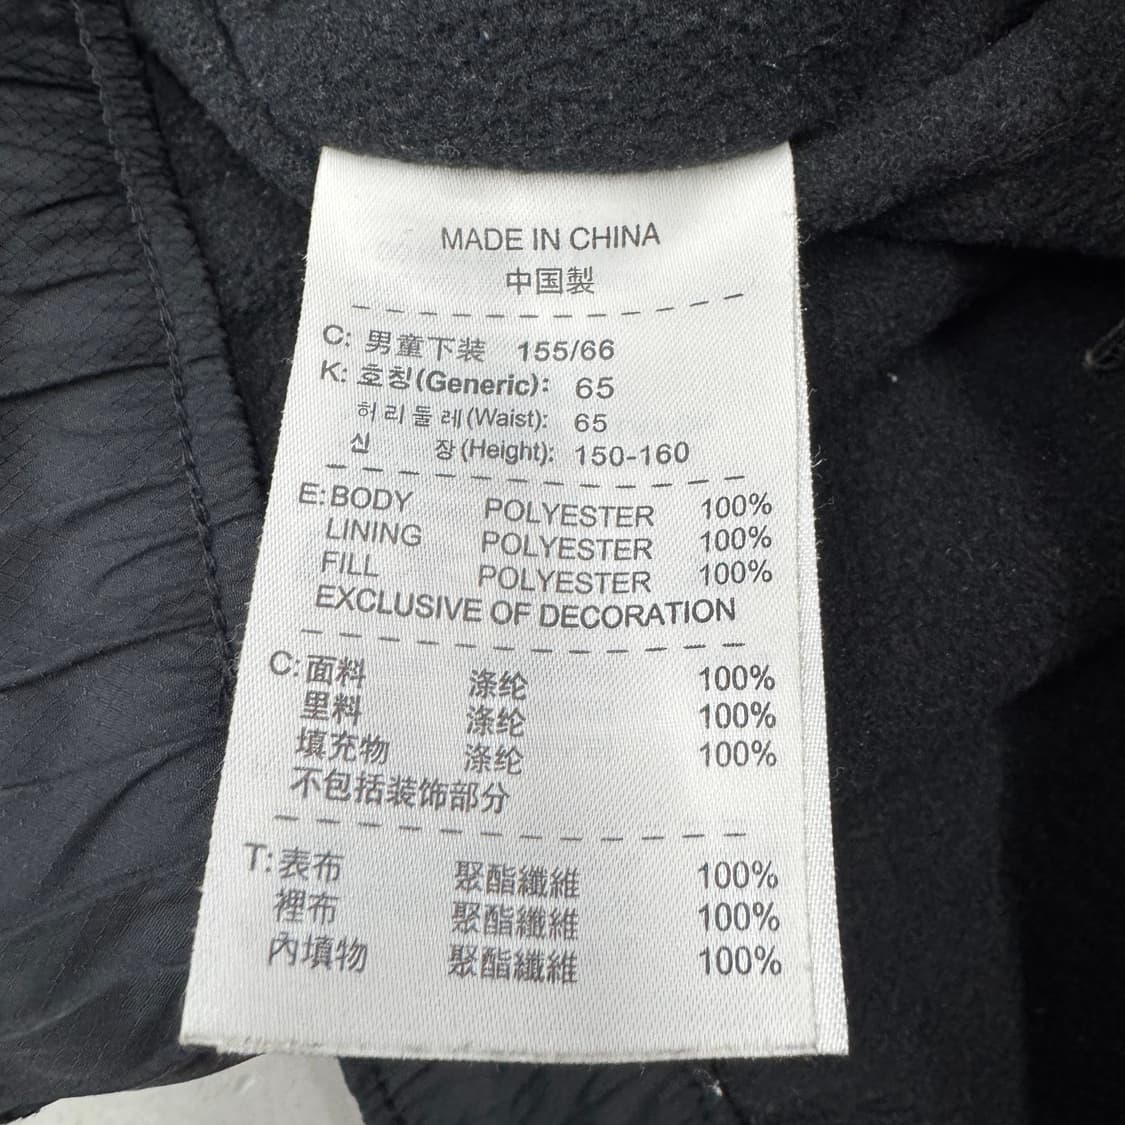 MADE IN CHINA
中国製
C: 男童下装 155/66
K: 호칭(Generic): 65
허리둘레(Waist): 65
신 장(Height): 150-160
E: BODY POLYESTER 100%
LINING POLYESTER 100%
FILL POLYESTER 100%
EXCLUSIVE OF DECORATION
C: 面料 涤纶 100%
里料 涤纶 100%
填充物 涤纶 100%
不包括装饰部分
T: 表布 聚酯纖維 100%
裡布 聚酯纖維 100%
內填物 聚酯纖維 100%